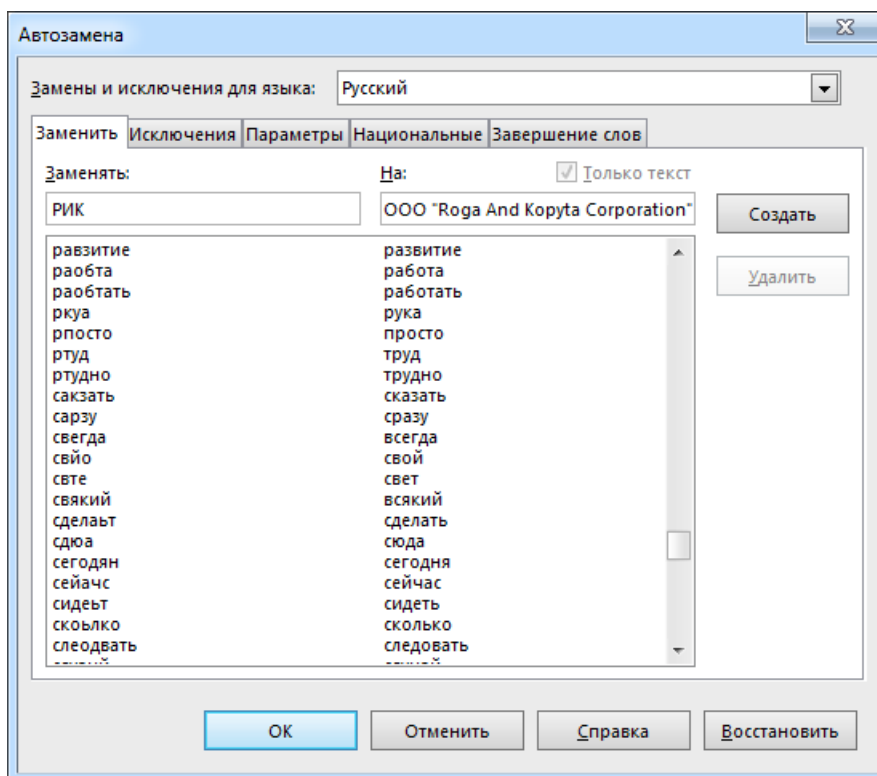 Автозамена
Замены и исключения для языка: Русский
Заменить Исключения Параметры Национальные Завершение слов
Заменять: На: Только текст
РИК ООО "Roga And Kopyta Corporation" Создать
равзитие развитие
раобта работа
Удалить
раобтать работать
ркуа рука
рпосто просто
ртуд труд
ртудно трудно
сакзать сказать
сарзу сразу
свегда всегда
свйо свой
свте свет
свякий всякий
сделаьт сделать
сдюа сюда
сегодян сегодня
сейачс сейчас
сидеьт сидеть
скоьлко сколько
слеодвать следовать
ОК Отменить Справка Восстановить